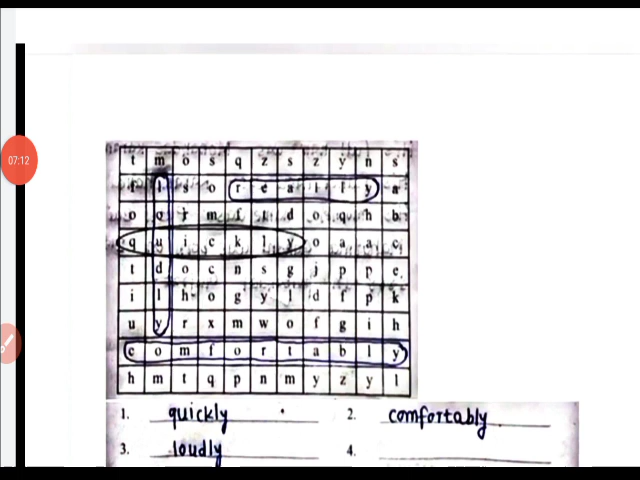 07:12
t m o s q z s z y n s
f l s o r e a l l y a
o o t m f t d o q h b
q u i c k l y o a a c
t d o c n s g j p p e
i l h o g y l d f p k
u y r x m w o f g i h
c o m f o r t a b l y
h m t q p n m y z y l
1. quickly 2. comfortably
3. loudly 4.